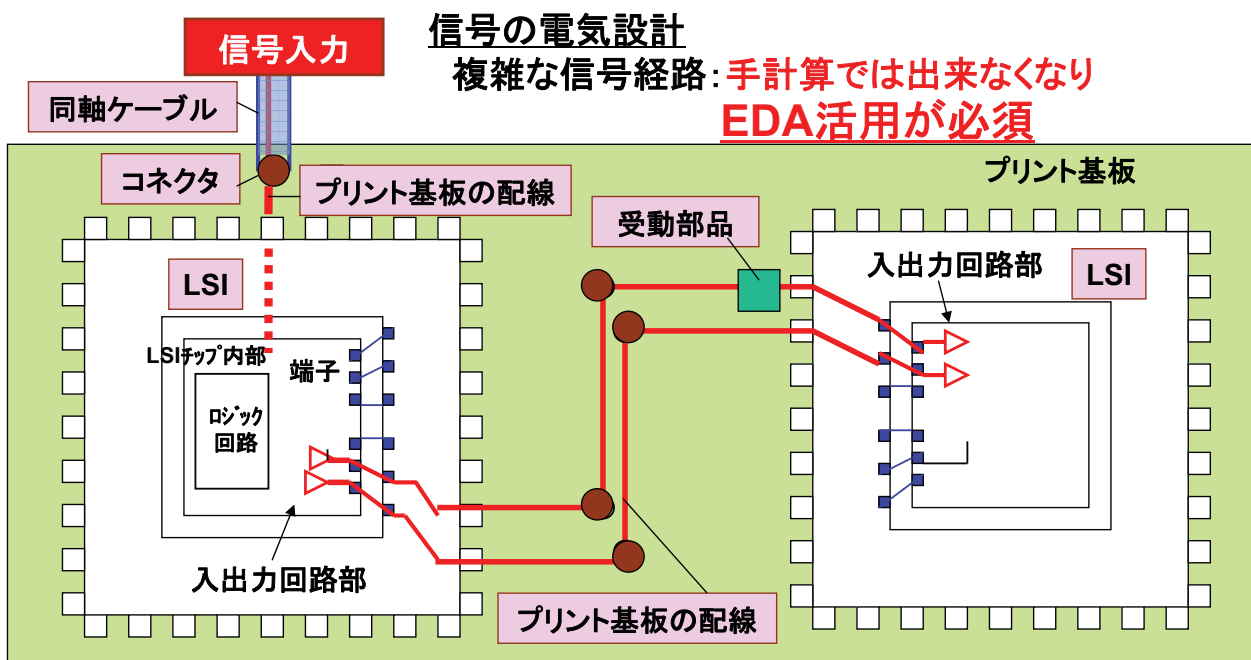 信号の電気設計
信号入力
複雑な信号経路：手計算では出来なくなり
EDA活用が必須
同軸ケーブル
コネクタ
プリント基板の配線
プリント基板
受動部品
LSI
入出力回路部
LSI
LSIﾁｯﾌﾟ内部
端子
ﾛｼﾞｯｸ
回路
入出力回路部
プリント基板の配線